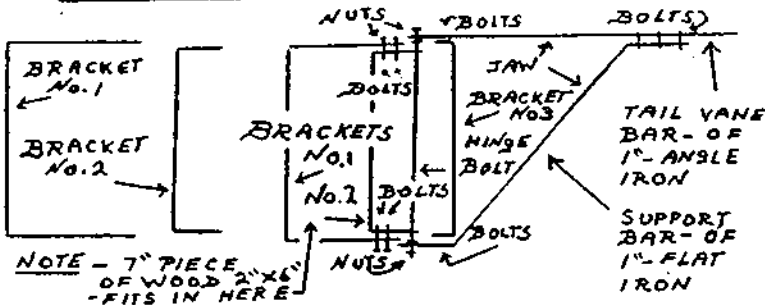 BRACKET
No.1
BRACKET
No.2
NUTS
BOLTS
BOLTS
BOLTS
JAW
BRACKETS
No.1
No.2
BOLTS
NUTS
BRACKET
No3
HINGE
BOLT
BOLTS
TAIL VANE
BAR- OF
1"-ANGLE
IRON
SUPPORT
BAR- OF
1"-FLAT
IRON
NOTE - 7" PIECE
OF WOOD 2"X6"
-FITS IN HERE